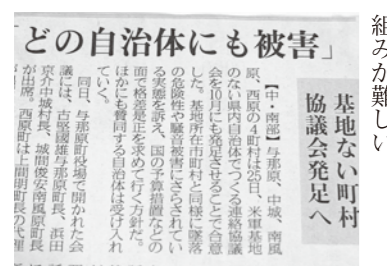 組みが難しい
「どの自治体にも被害」
基地ない町村
協議会発足へ
【中・南部】与那原、中城、南風
原、西原の4町村は25日、米軍基地
のない県内自治体でつくる連絡協議
会を10月にも発足させることで合意
した。基地所在市町村と同様に墜落
の危険性や騒音被害にさらされてい
る実態を訴え、国の予算措置などの
面で格差是正を求めて行く方針だ。
ほかにも賛同する自治体は受け入れ
ていく。
同日、与那原町役場で開かれた会
議には、古堅國雄与那原町長、浜田
京介中城村長、城間俊安南風原町長
が出席。西原町は上間明町長の代理